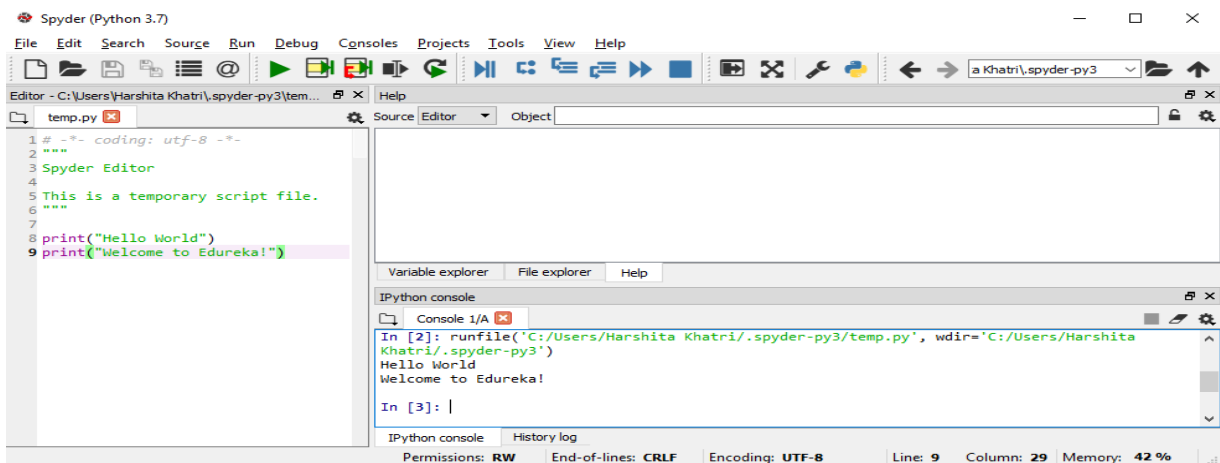 Spyder (Python 3.7)
File Edit Search Source Run Debug Consoles Projects Tools View Help
a Khatri\.spyder-py3
Editor - C:\Users\Harshita Khatri\.spyder-py3\tem...
temp.py
1 # -*- coding: utf-8 -*-
2 """
3 Spyder Editor
4
5 This is a temporary script file.
6 """
7
8 print("Hello World")
9 print("Welcome to Edureka!")
Help
Source Editor Object
Variable explorer File explorer Help
IPython console
Console 1/A
In [2]: runfile('C:/Users/Harshita Khatri/.spyder-py3/temp.py', wdir='C:/Users/Harshita
Khatri/.spyder-py3')
Hello World
Welcome to Edureka!
In [3]:
IPython console History log
Permissions: RW End-of-lines: CRLF Encoding: UTF-8 Line: 9 Column: 29 Memory: 42 %